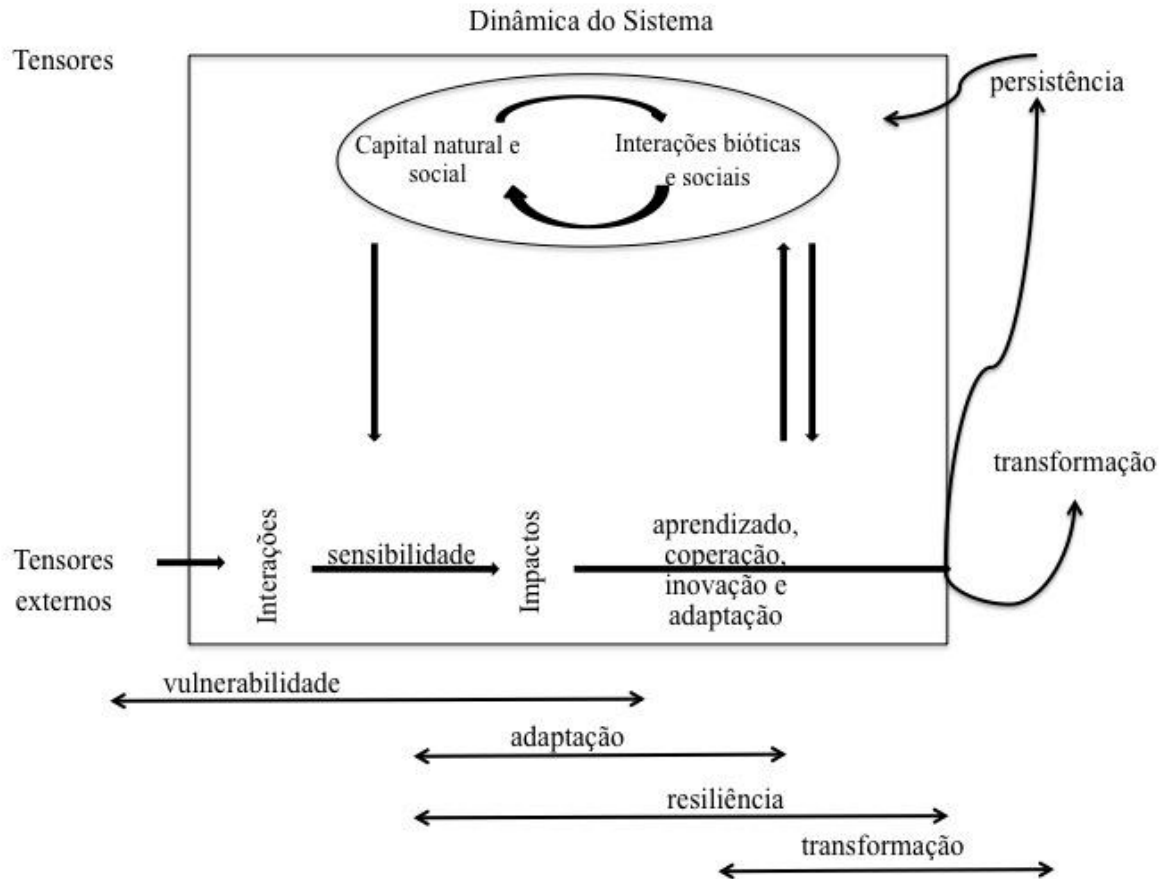 Dinâmica do Sistema
Tensores
persistência
Capital natural e
social
Interações bióticas
e sociais
transformação
Tensores
externos
Interações
sensibilidade
Impactos
aprendizado,
coperação,
inovação e
adaptação
vulnerabilidade
adaptação
resiliência
transformação